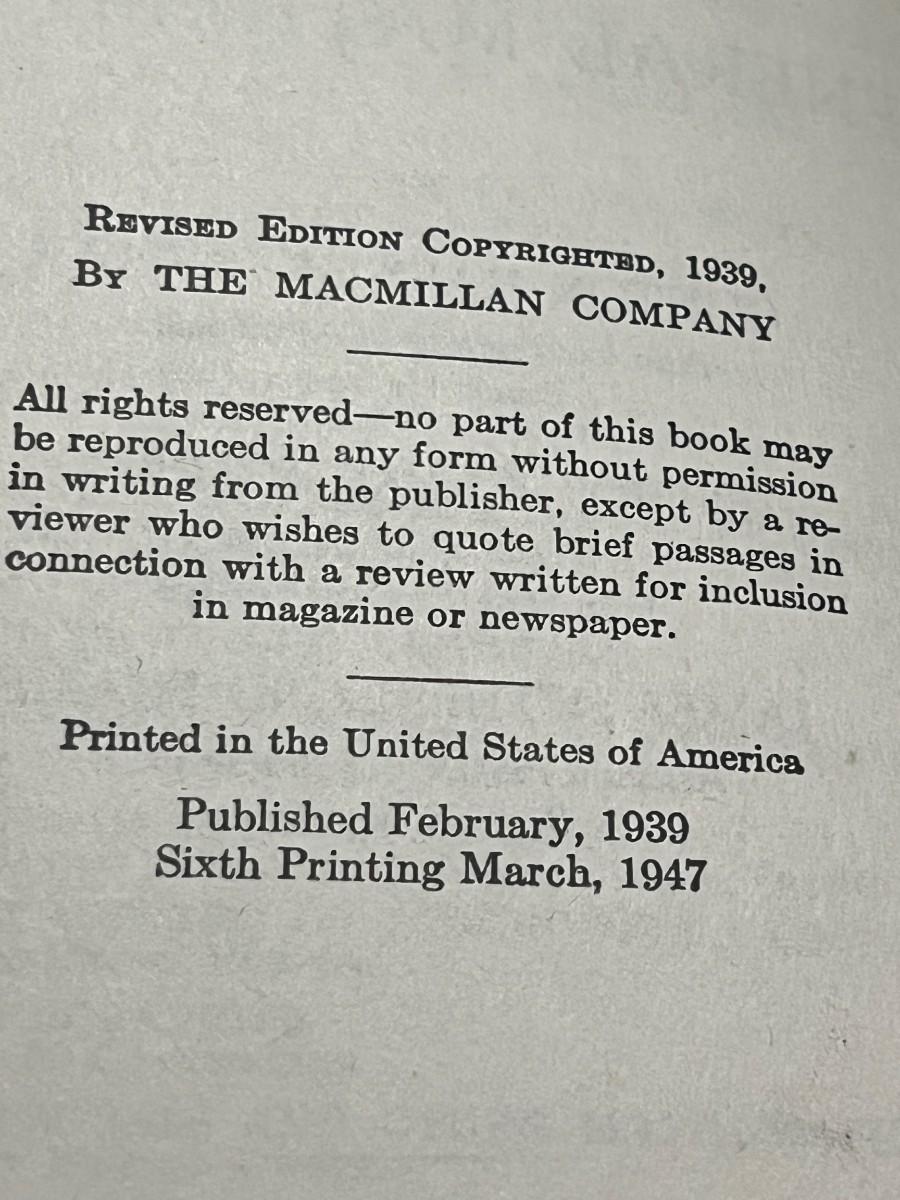 REVISED EDITION COPYRIGHTED, 1939,
BY THE MACMILLAN COMPANY
All rights reserved—no part of this book may
be reproduced in any form without permission
in writing from the publisher, except by a re-
viewer who wishes to quote brief passages in
connection with a review written for inclusion
in magazine or newspaper.
Printed in the United States of America
Published February, 1939
Sixth Printing March, 1947